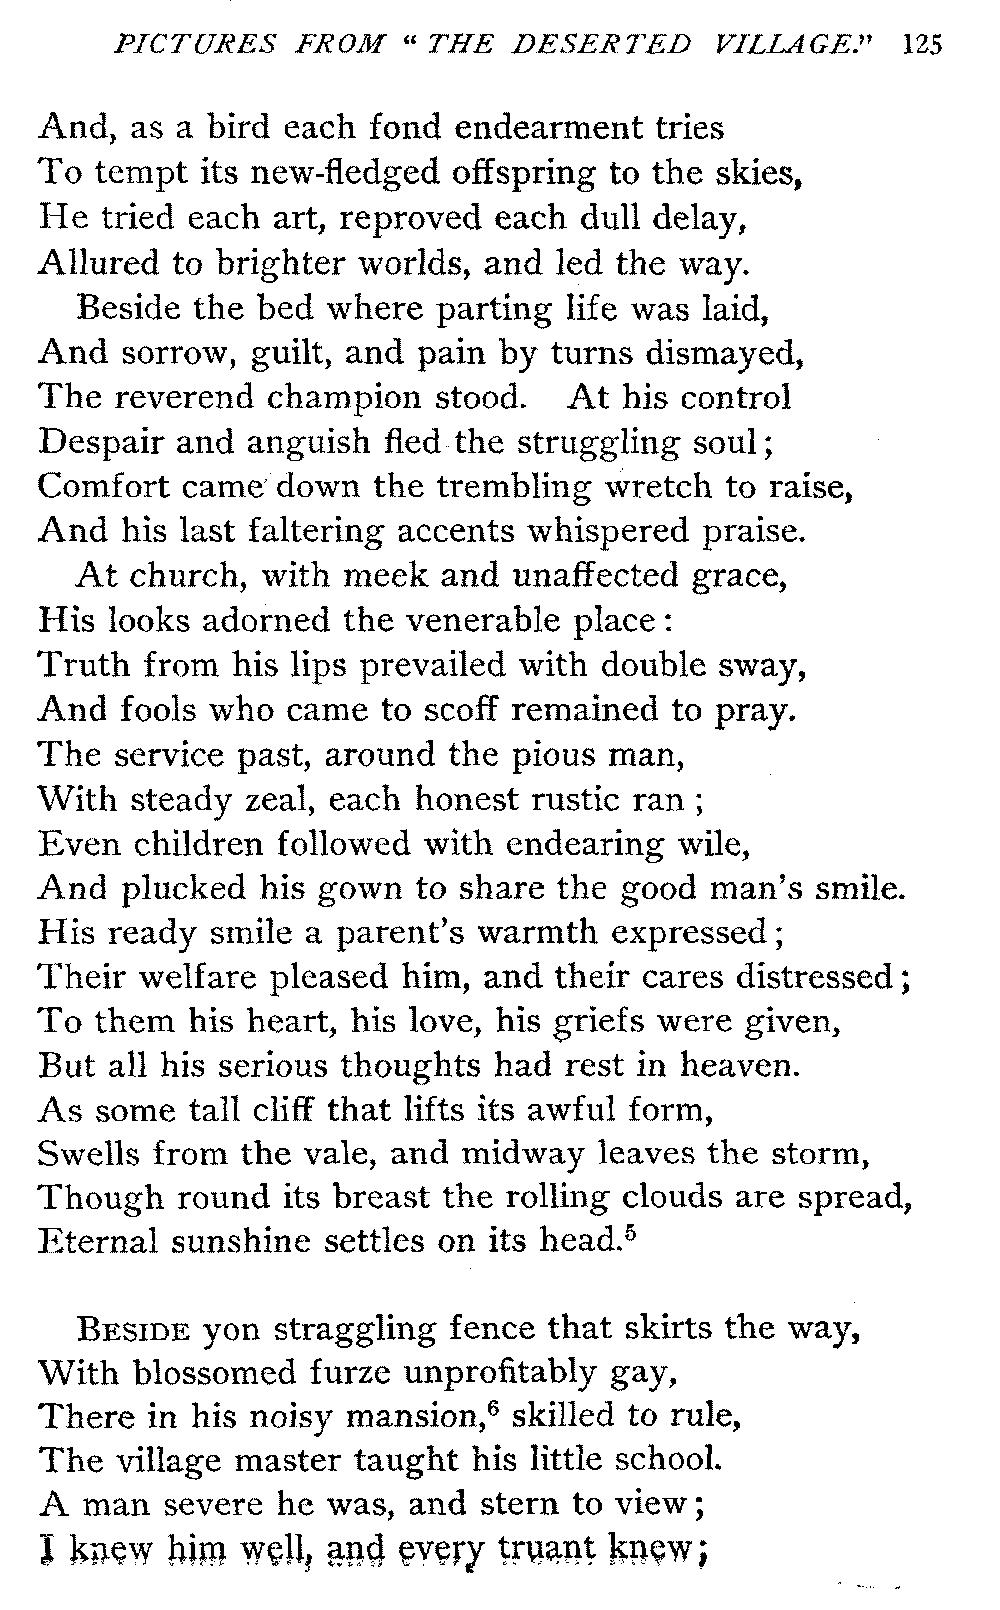 PICTURES FROM “ THE DESERTED VILLAGE.” 125
And, as a bird each fond endearment tries
To tempt its new-fledged offspring to the skies,
He tried each art, reproved each dull delay,
Allured to brighter worlds, and led the way.
Beside the bed where parting life was laid,
And sorrow, guilt, and pain by turns dismayed,
The reverend champion stood. At his control
Despair and anguish fled the struggling soul;
Comfort came down the trembling wretch to raise,
And his last faltering accents whispered praise.
At church, with meek and unaffected grace,
His looks adorned the venerable place :
Truth from his lips prevailed with double sway,
And fools who came to scoff remained to pray.
The service past, around the pious man,
With steady zeal, each honest rustic ran ;
Even children followed with endearing wile,
And plucked his gown to share the good man’s smile.
His ready smile a parent’s warmth expressed;
Their welfare pleased him, and their cares distressed;
To them his heart, his love, his griefs were given,
But all his serious thoughts had rest in heaven.
As some tall cliff that lifts its awful form,
Swells from the vale, and midway leaves the storm,
Though round its breast the rolling clouds are spread,
Eternal sunshine settles on its head.⁵
BESIDE yon straggling fence that skirts the way,
With blossomed furze unprofitably gay,
There in his noisy mansion,⁶ skilled to rule,
The village master taught his little school.
A man severe he was, and stern to view;
I knew him well, and every truant knew;